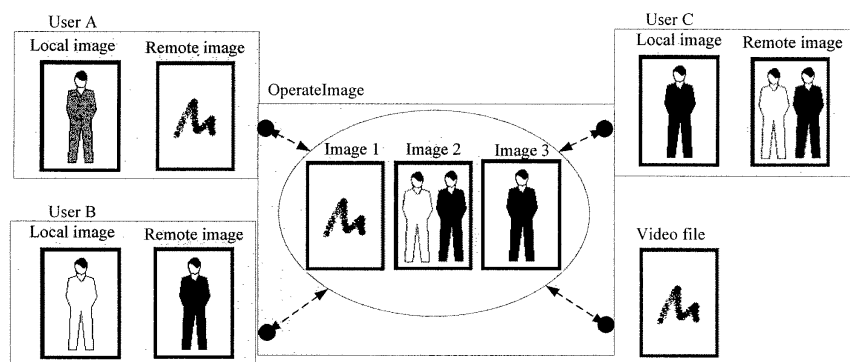 User A
Local image Remote image
User C
Local image Remote image
OperateImage
Image 1 Image 2 Image 3
User B
Local image Remote image
Video file